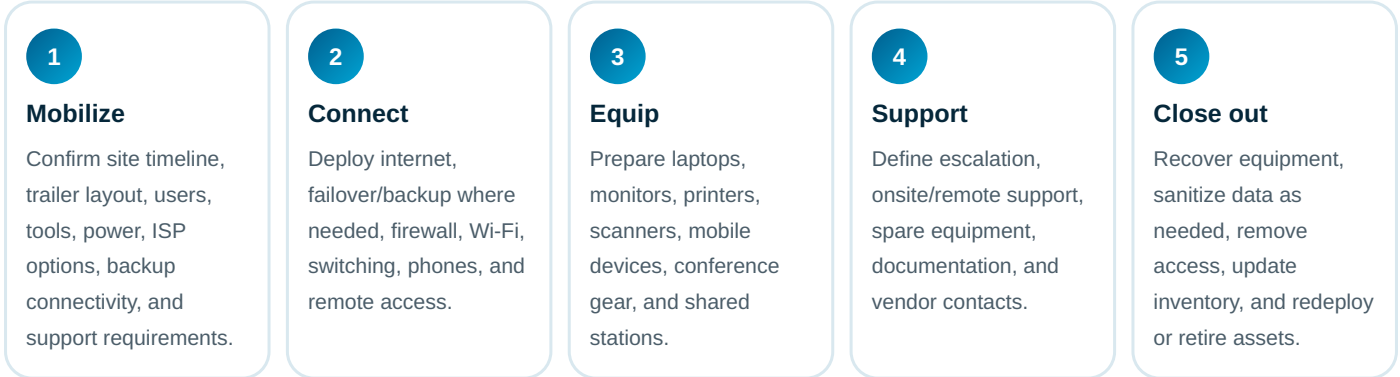 1
Mobilize
Confirm site timeline,
trailer layout, users,
tools, power, ISP
options, backup
connectivity, and
support requirements.
2
Connect
Deploy internet,
failover/backup where
needed, firewall, Wi-Fi,
switching, phones, and
remote access.
3
Equip
Prepare laptops,
monitors, printers,
scanners, mobile
devices, conference
gear, and shared
stations.
4
Support
Define escalation,
onsite/remote support,
spare equipment,
documentation, and
vendor contacts.
5
Close out
Recover equipment,
sanitize data as
needed, remove
access, update
inventory, and redeploy
or retire assets.